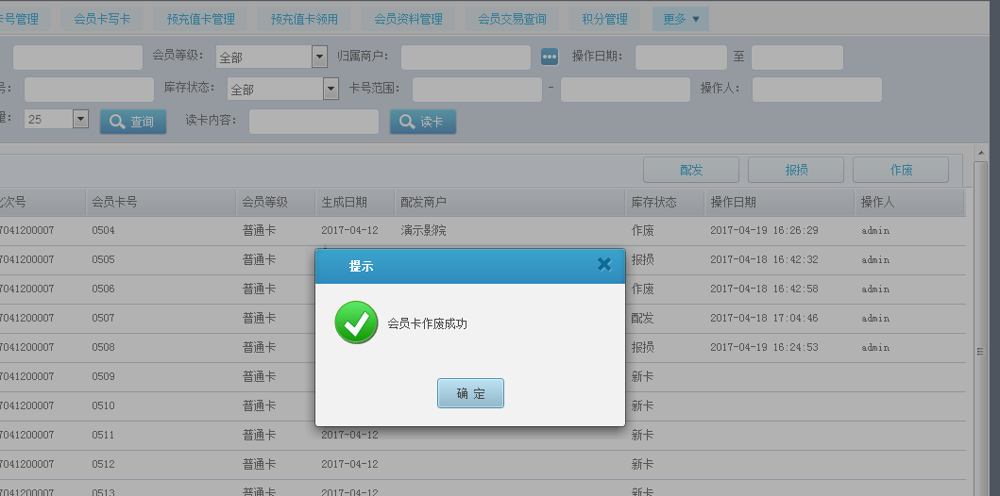 卡号管理 会员卡写卡 预充值卡管理 预充值卡领用 会员资料管理 会员交易查询 积分管理 更多 ▼
会员等级： 全部 归属商户： 操作日期： 至
号： 库存状态： 全部 卡号范围： - 操作人：
量： 25 查询 读卡内容： 读卡
配发 报损 作废
批次号 会员卡号 会员等级 生成日期 配发商户 库存状态 操作日期 操作人
7041200007 0504 普通卡 2017-04-12 演示影院 作废 2017-04-19 16:26:29 admin
7041200007 0505 普通卡 报损 2017-04-18 16:42:32 admin
7041200007 0506 普通卡 作废 2017-04-18 16:42:58 admin
7041200007 0507 普通卡 配发 2017-04-18 17:04:46 admin
7041200007 0508 普通卡 报损 2017-04-19 16:24:53 admin
7041200007 0509 普通卡 新卡
7041200007 0510 普通卡 新卡
7041200007 0511 普通卡 2017-04-12 新卡
7041200007 0512 普通卡 2017-04-12 新卡
7041200007 0513 普通卡 2017-04-12 新卡
提示
会员卡作废成功
确 定